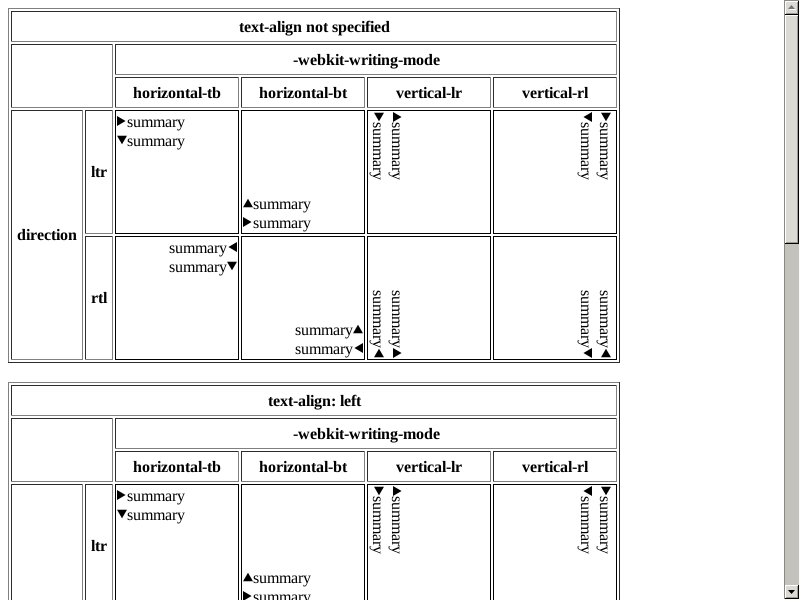 text-align not specified
-webkit-writing-mode
horizontal-tb horizontal-bt vertical-lr vertical-rl
direction
ltr
▶summary
▼summary
▲summary
▶summary
▼summary
▶summary
◀summary
▼summary
rtl
summary◀
summary▼
summary▲
summary◀
▲summary
▶summary
◀summary
▲summary
text-align: left
-webkit-writing-mode
horizontal-tb horizontal-bt vertical-lr vertical-rl
ltr
▶summary
▼summary
▲summary
▶summary
▼summary
▶summary
◀summary
▼summary